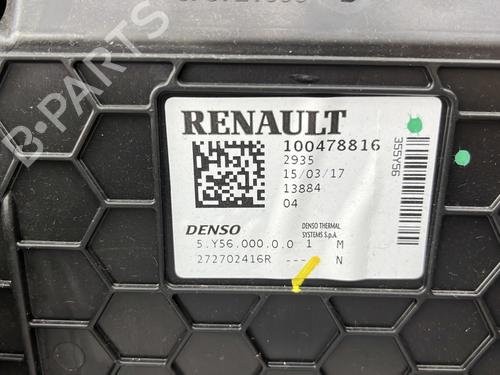 RENAULT
100478816
2935
15/03/17
13884
04
355Y56
DENSO
DENSO THERMAL
SYSTEMS S.p.A.
5.Y56.000.0.0 1 M
272702416R --- N
B-PARTS